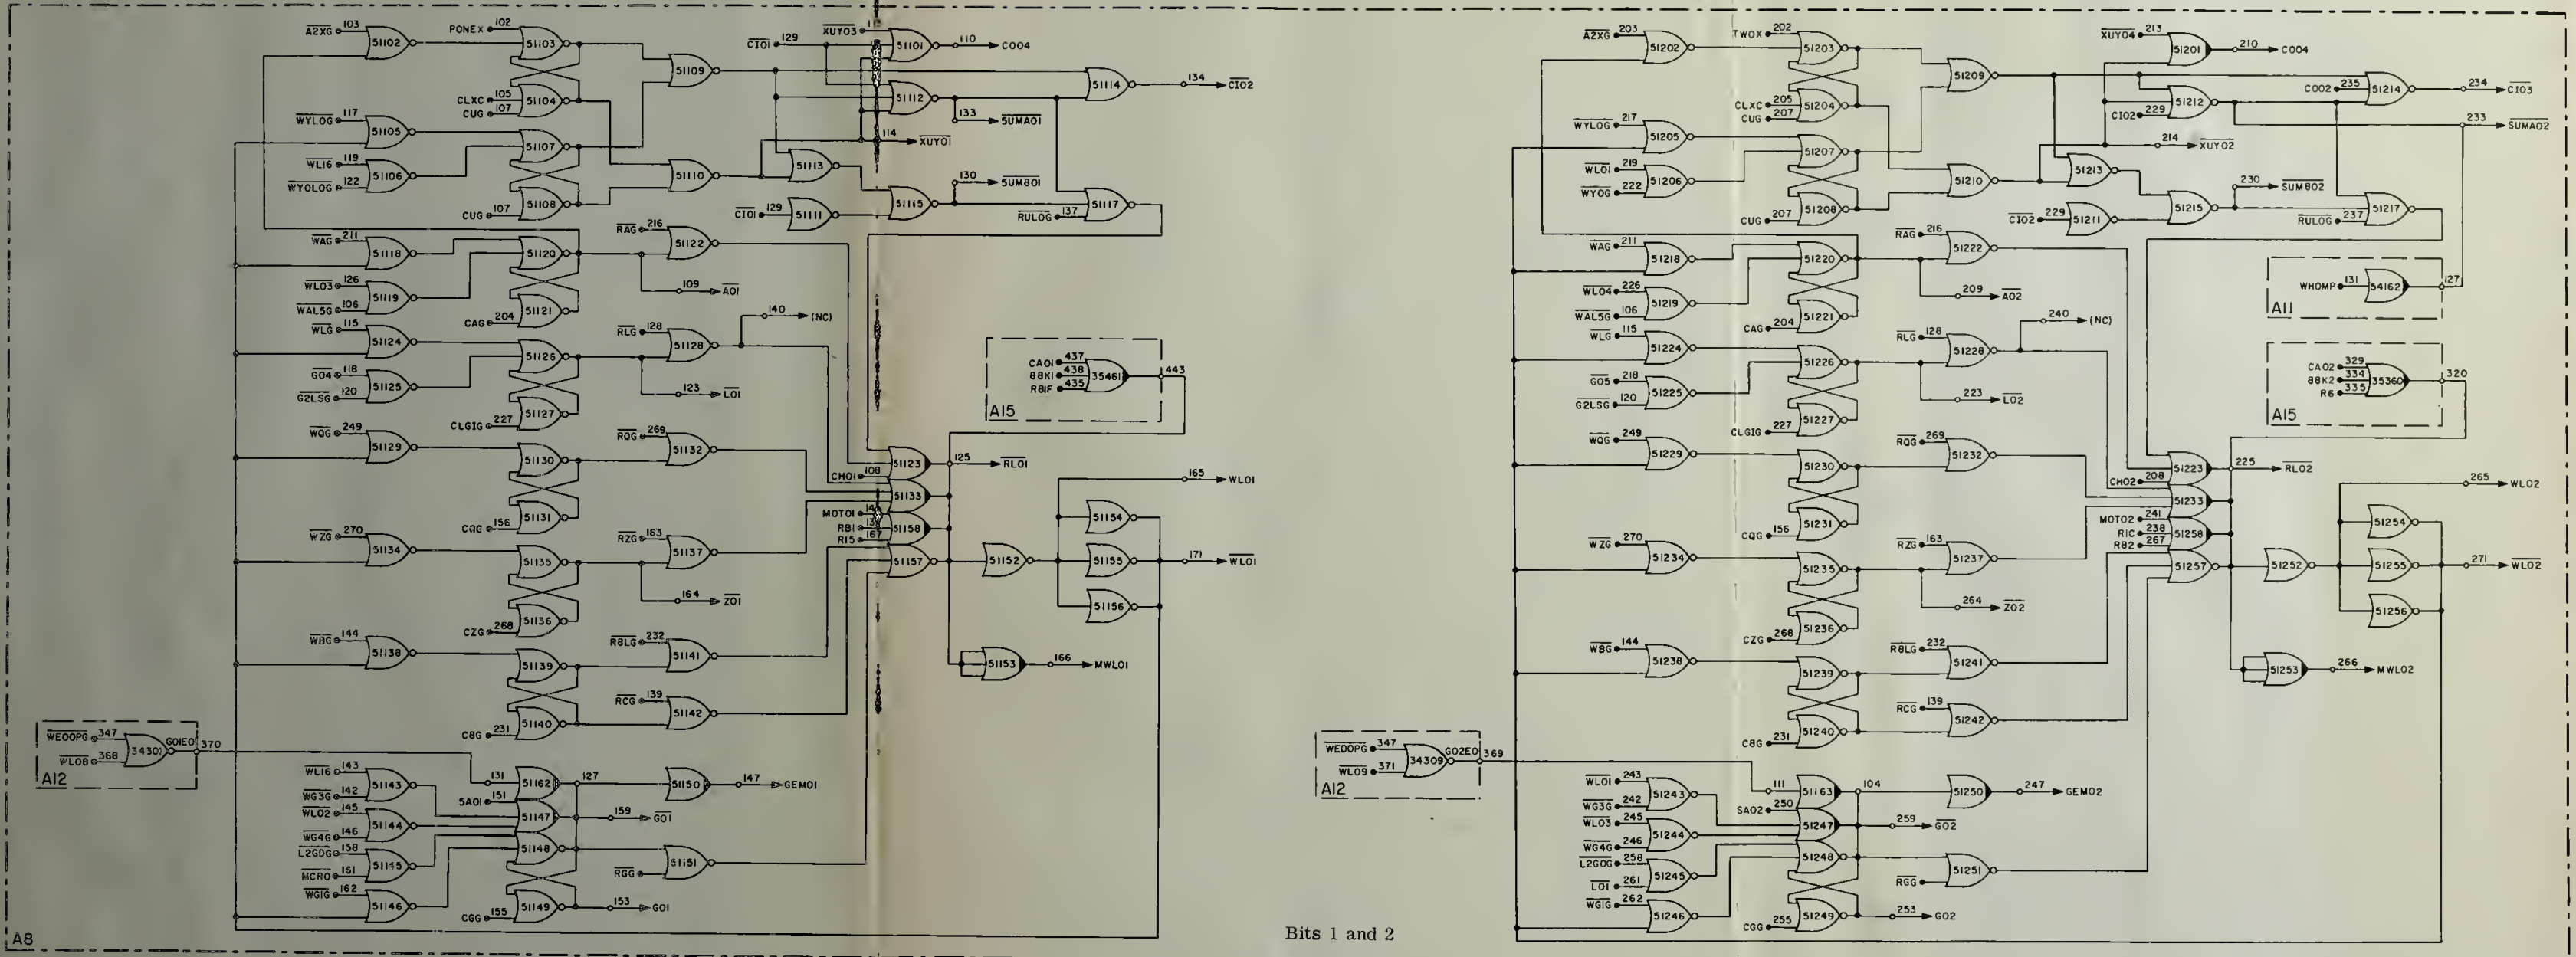 A2XG 103
51102
PONEX 102
51103
CLXC 105
CUG 107
51104
51109
CI01 129
XUY03
51101
110 CO04
51112
133 SUMA01
114 XUY01
51114
134 CI02
WYLOG 117
51105
WL16 119
WYOLOG 122
51106
51107
CUG 107
51108
51110
51113
CI01 129
51111
51115
130 SUMB01
RULOG 137
51117
WAG 211
51118
WL03 126
WALSG 106
51119
51120
CAG 204
51121
RAG 216
51122
109 A01
WLG 115
51124
G04 118
G2LSG 120
51125
51126
CLGIG 227
51127
RLG 128
51128
140 (NC)
123 L01
WQG 249
51129
51130
CQG 156
51131
RQG 269
51132
CA01 437
88K1 438
R81F 435
35461
443
A15
CH01 108
51123
125 RL01
51133
MOT01
RB1
R15 167
51158
51157
WZG 270
51134
51135
CZG 268
51136
RZG 163
51137
164 Z01
51152
51154
51155
51156
165 WL01
171 WL01
51153
166 MWL01
WBG 144
51138
51139
C8G 231
51140
R8LG 232
51141
RCG 139
51142
WEDOPG 347
WL08 368
34301
G01EO 370
A12
WL16 143
WG3G 142
51143
WL02 145
WG4G 146
51144
L2GDG 158
MCRO 161
51145
WG1G 162
51146
131
SA01 151
51162
51147
51148
CGG 155
51149
127
51150
147 GEM01
159 G01
RGG
51151
153 G01
A8
A2XG 203
51202
TWOX 202
51203
CLXC 205
CUG 207
51204
51209
XUY04 213
51201
210 CO04
CI02 229
51212
CO02 235
51214
234 CI03
233 SUMA02
214 XUY02
WYLOG 217
51205
WL01 219
WYOG 222
51206
51207
CUG 207
51208
51210
51213
CI02 229
51211
51215
230 SUMB02
RULOG 237
51217
WAG 211
51218
WL04 226
WALSG 106
51219
51220
CAG 204
51221
RAG 216
51222
209 A02
WHOMP 131
54162
127
A11
WLG 115
51224
G05 218
G2LSG 120
51225
51226
CLGIG 227
51227
RLG 128
51228
240 (NC)
223 L02
CA02 329
88K2 334
R6 335
35360
320
A15
WQG 249
51229
51230
CQG 156
51231
RQG 269
51232
CH02 208
51223
225 RL02
51233
MOT02 241
R1C 238
RB2 267
51258
51257
WZG 270
51234
51235
CZG 268
51236
RZG 163
51237
264 Z02
51252
51254
51255
51256
265 WL02
271 WL02
51253
266 MWL02
WBG 144
51238
51239
C8G 231
51240
R8LG 232
51241
RCG 139
51242
WEDOPG 347
WL09 371
34309
G02EO 369
A12
WL01 243
WG3G 242
51243
WL03 245
WG4G 246
51244
L2GDG 258
L01 261
51245
WG1G 262
51246
111
SA02 250
51163
51247
51248
CGG 255
51249
104
51250
247 GEM02
259 G02
RGG
51251
253 G02
Bits 1 and 2